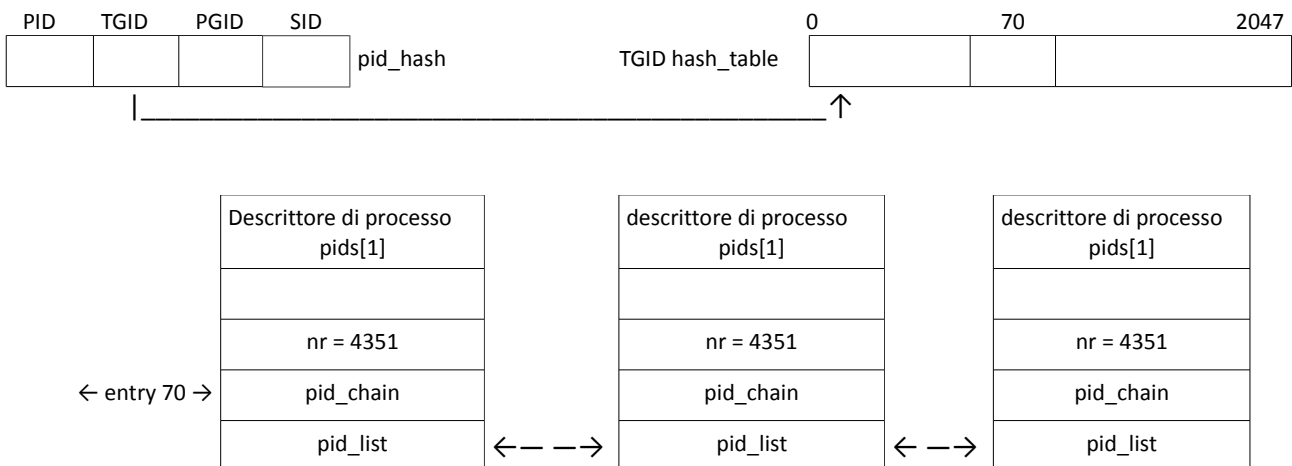 PID TGID PGID SID 0 70 2047
pid_hash TGID hash_table
Descrittore di processo descrittore di processo descrittore di processo
pids[1] pids[1] pids[1]
nr = 4351 nr = 4351 nr = 4351
← entry 70 → pid_chain pid_chain pid_chain
pid_list pid_list pid_list